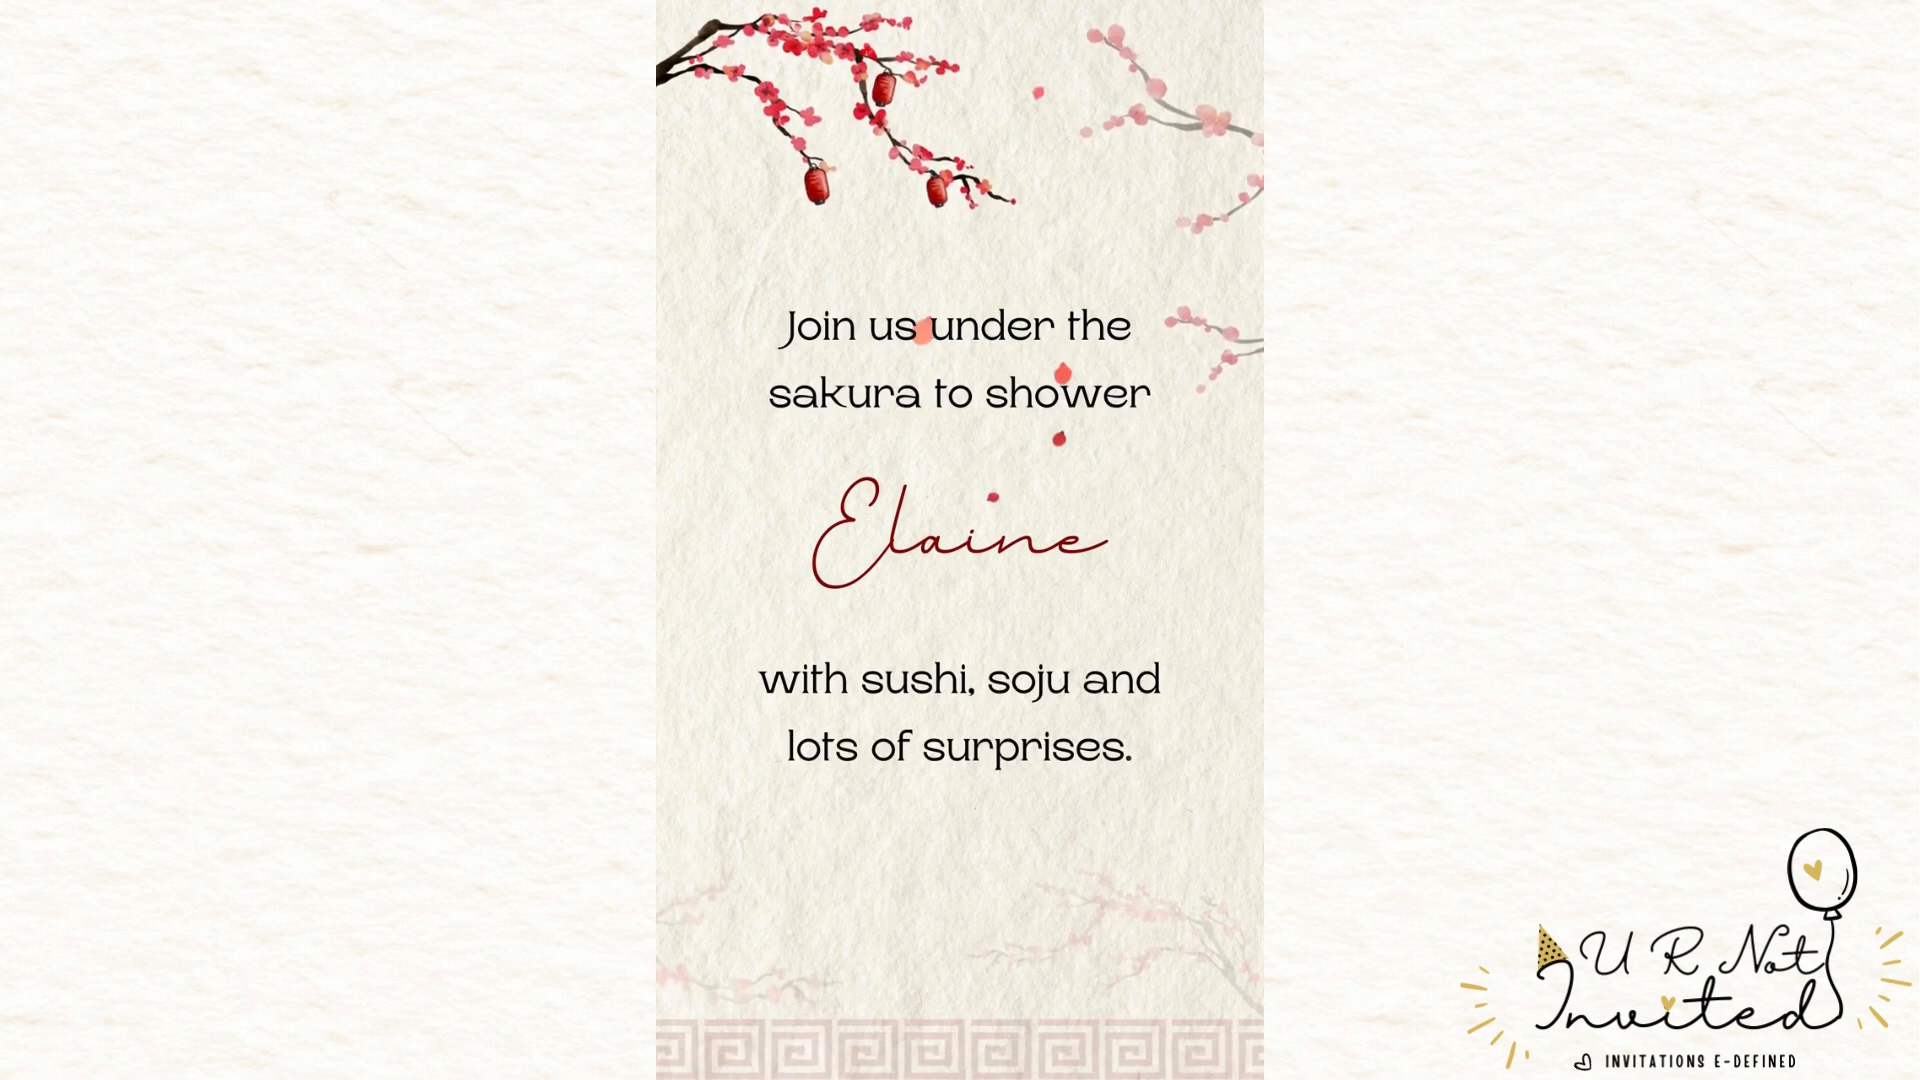 Join us under the
sakura to shower
Elaine
with sushi, soju and
lots of surprises.
U R Not
Invited
INVITATIONS E-DEFINED